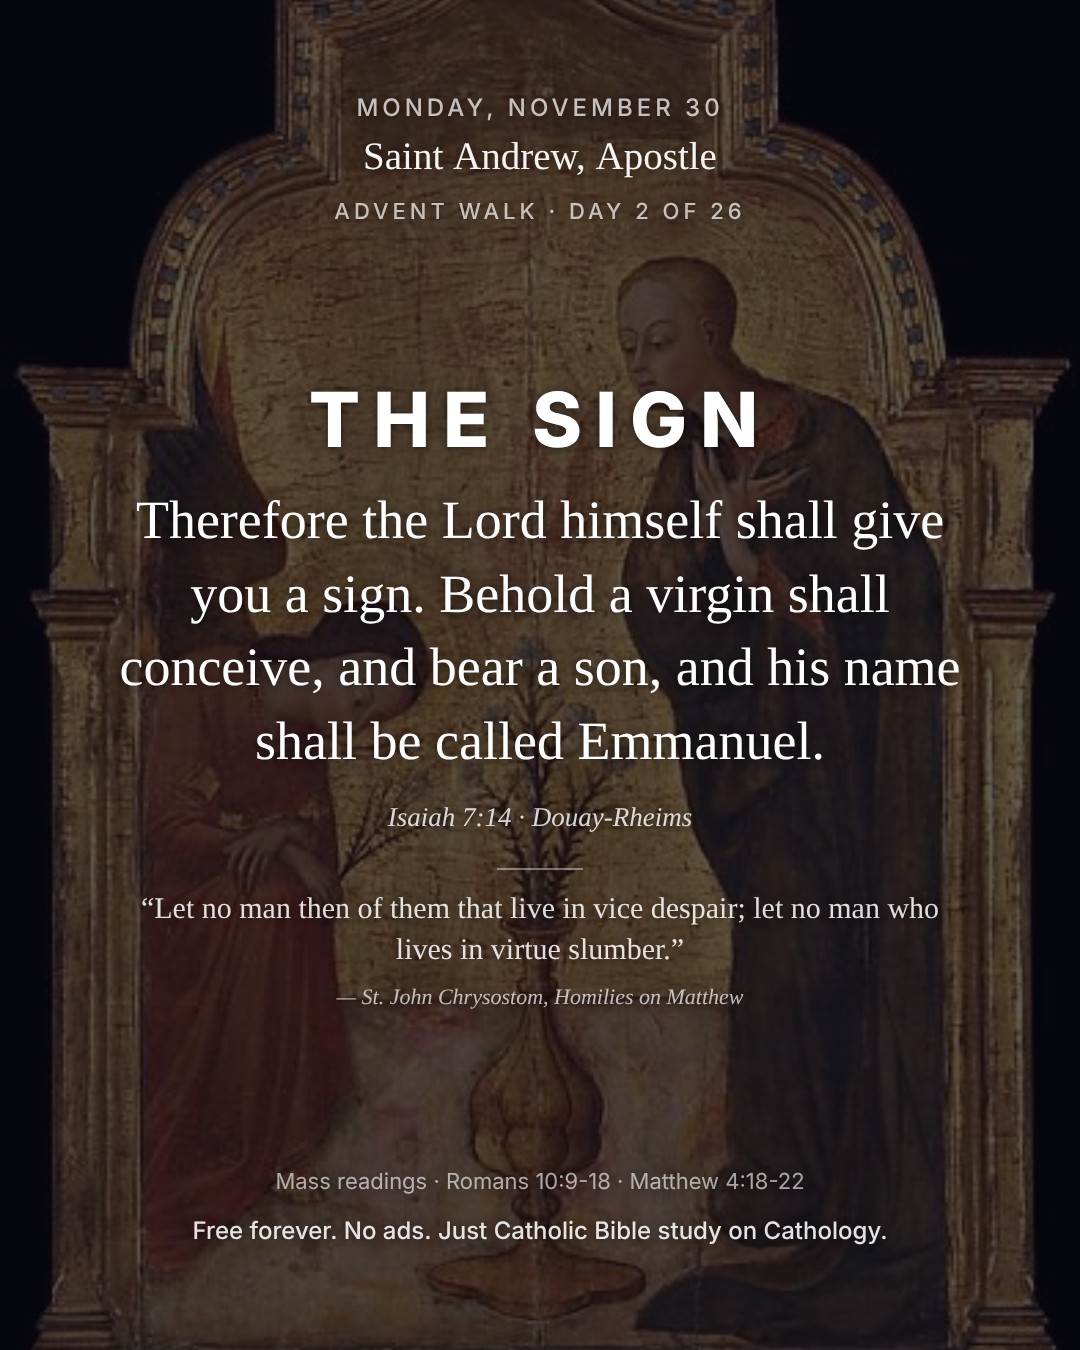 MONDAY, NOVEMBER 30
Saint Andrew, Apostle
ADVENT WALK · DAY 2 OF 26
THE SIGN
Therefore the Lord himself shall give
you a sign. Behold a virgin shall
conceive, and bear a son, and his name
shall be called Emmanuel.
Isaiah 7:14 · Douay-Rheims
“Let no man then of them that live in vice despair; let no man who
lives in virtue slumber.”
— St. John Chrysostom, Homilies on Matthew
Mass readings · Romans 10:9-18 · Matthew 4:18-22
Free forever. No ads. Just Catholic Bible study on Cathology.